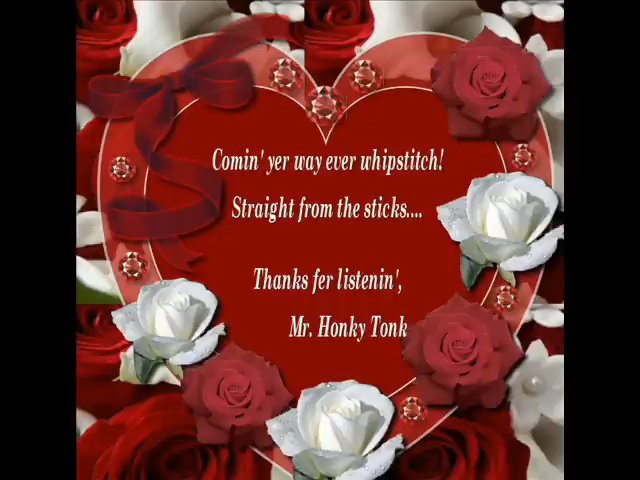 Comin' yer way ever whipstitch!
Straight from the sticks....
Thanks fer listenin',
Mr. Honky Tonk